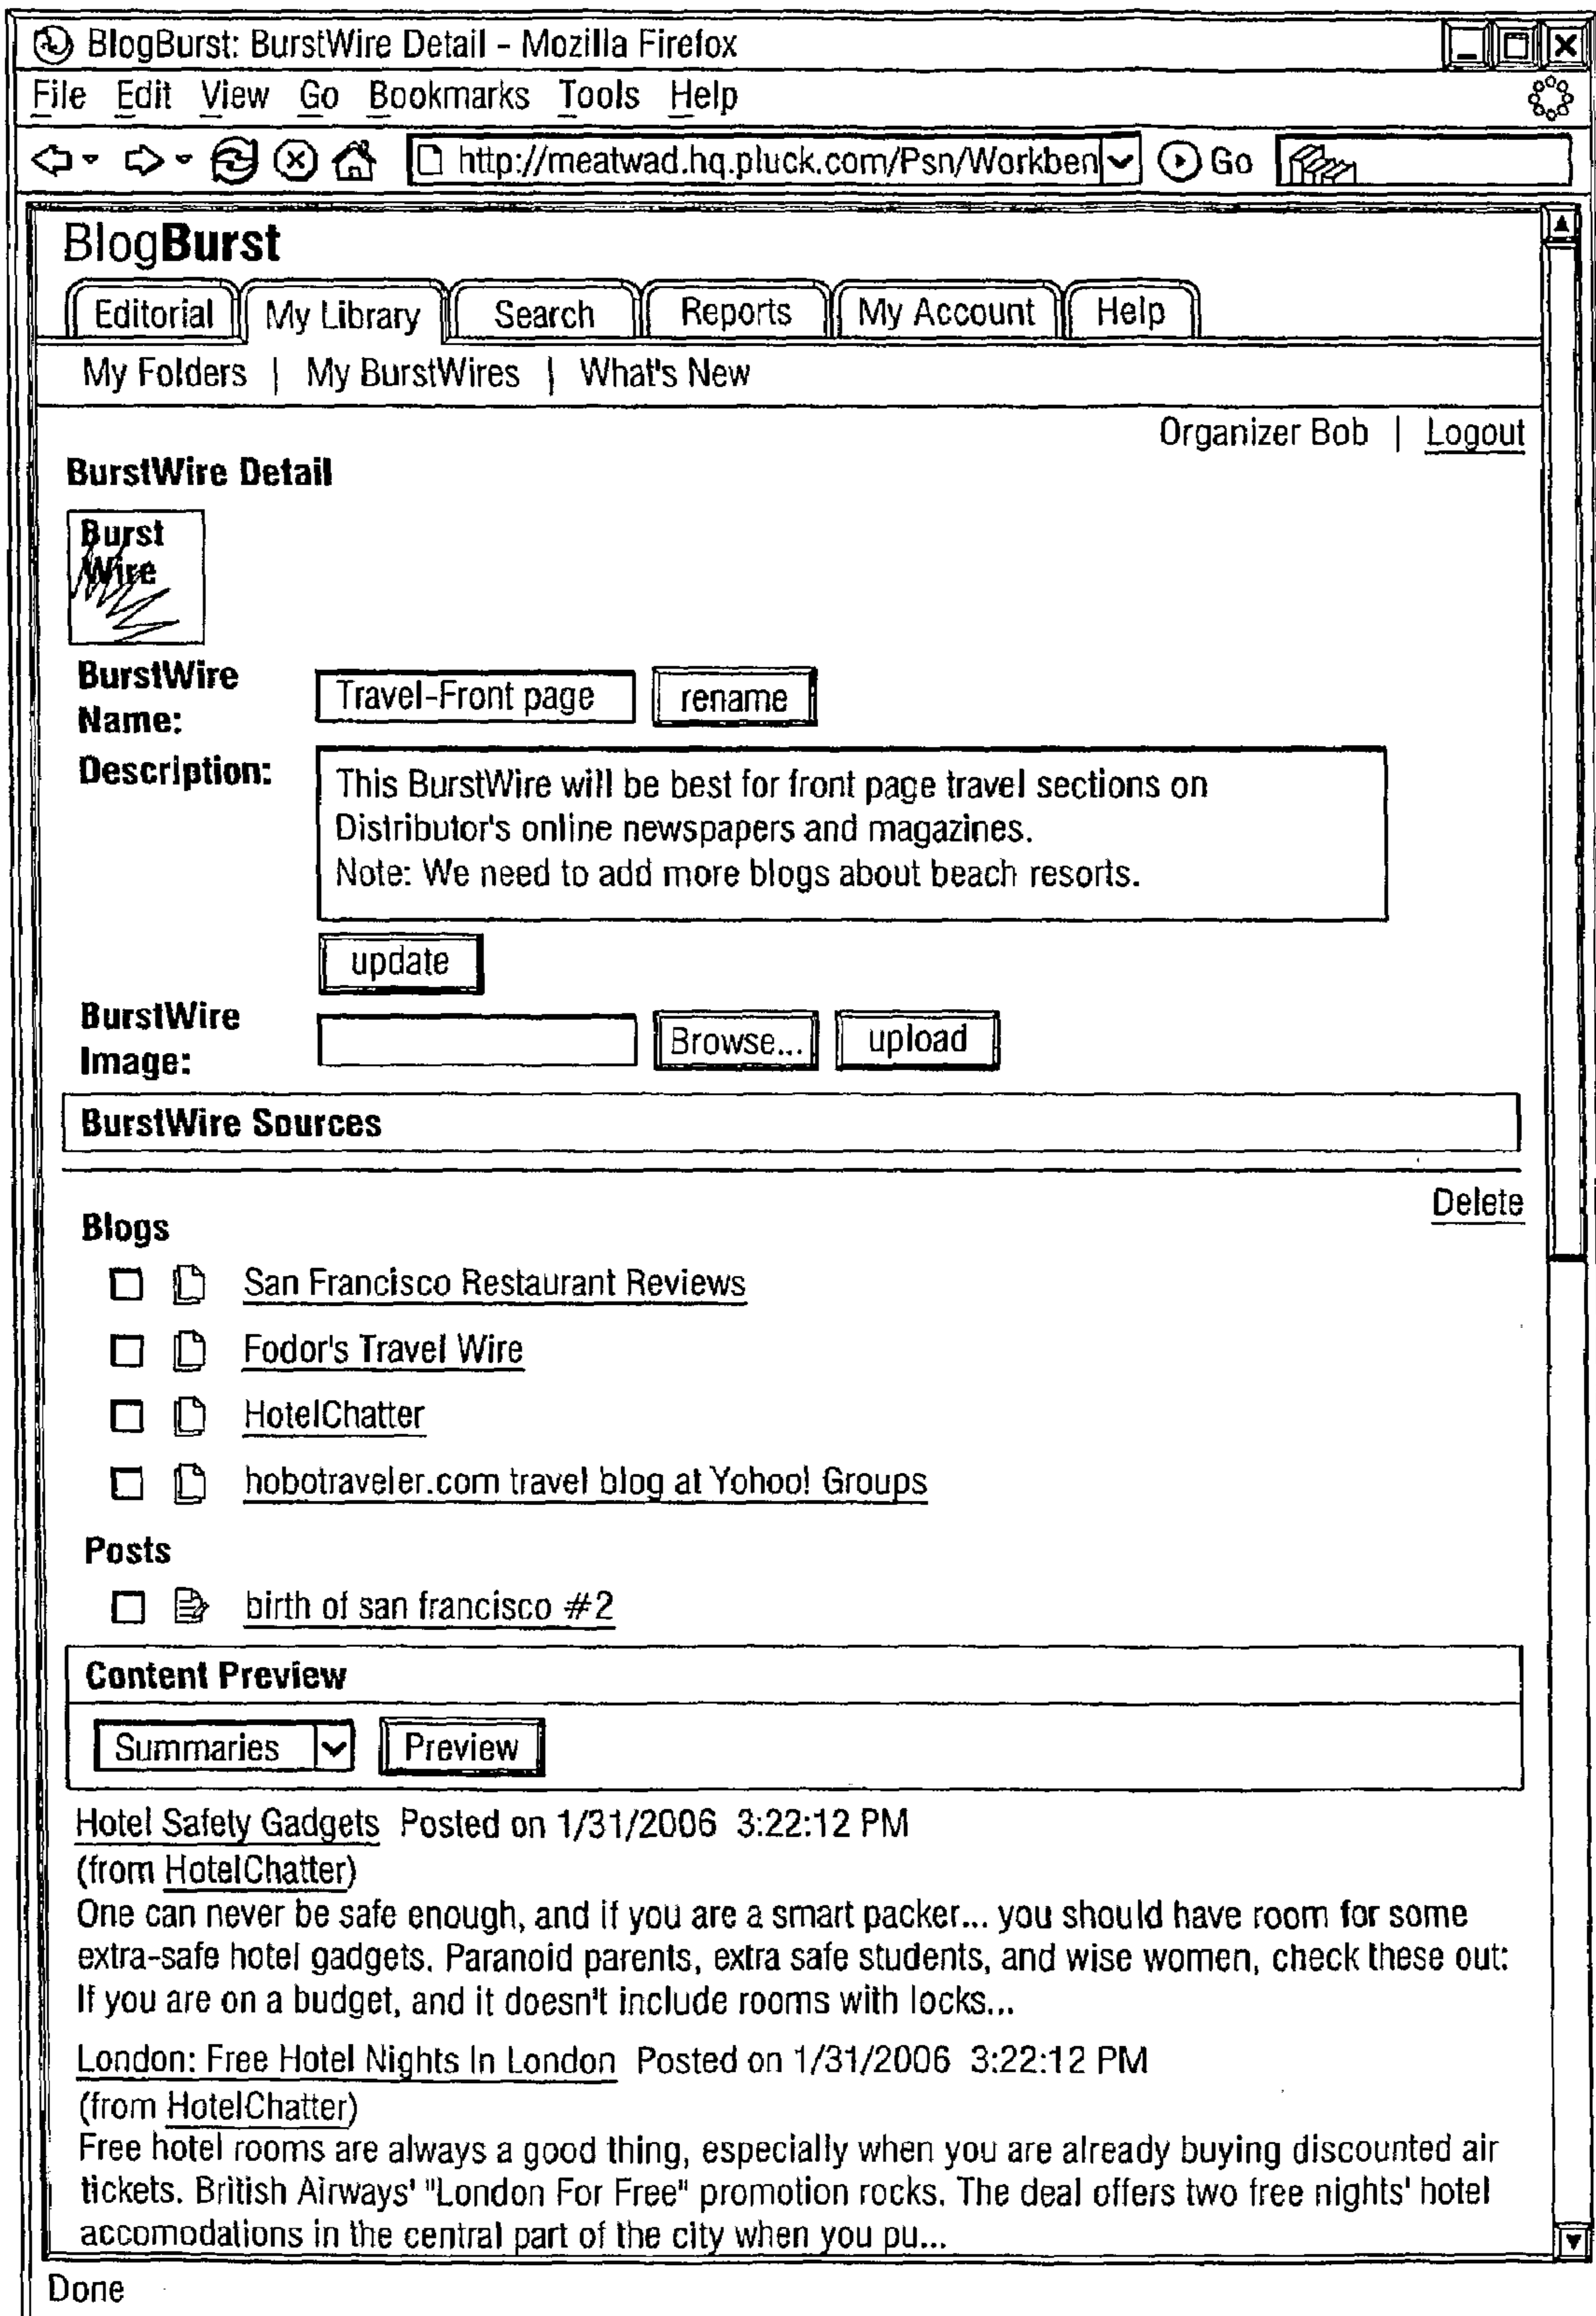 BlogBurst: BurstWire Detail - Mozilla Firefox
File Edit View Go Bookmarks Tools Help
http://meatwad.hq.pluck.com/Psn/Workben Go
BlogBurst
Editorial My Library Search Reports My Account Help
My Folders | My BurstWires | What's New
Organizer Bob | Logout
BurstWire Detail
Burst
Wire
BurstWire
Name:
Travel-Front page rename
Description:
This BurstWire will be best for front page travel sections on
Distributor's online newspapers and magazines.
Note: We need to add more blogs about beach resorts.
update
BurstWire
Image:
Browse... upload
BurstWire Sources
Delete
Blogs
San Francisco Restaurant Reviews
Fodor's Travel Wire
HotelChatter
hobotraveler.com travel blog at Yohoo! Groups
Posts
birth of san francisco #2
Content Preview
Summaries Preview
Hotel Safety Gadgets Posted on 1/31/2006 3:22:12 PM
(from HotelChatter)
One can never be safe enough, and if you are a smart packer... you should have room for some
extra-safe hotel gadgets. Paranoid parents, extra safe students, and wise women, check these out:
If you are on a budget, and it doesn't include rooms with locks...
London: Free Hotel Nights In London Posted on 1/31/2006 3:22:12 PM
(from HotelChatter)
Free hotel rooms are always a good thing, especially when you are already buying discounted air
tickets. British Airways' "London For Free" promotion rocks. The deal offers two free nights' hotel
accomodations in the central part of the city when you pu...
Done